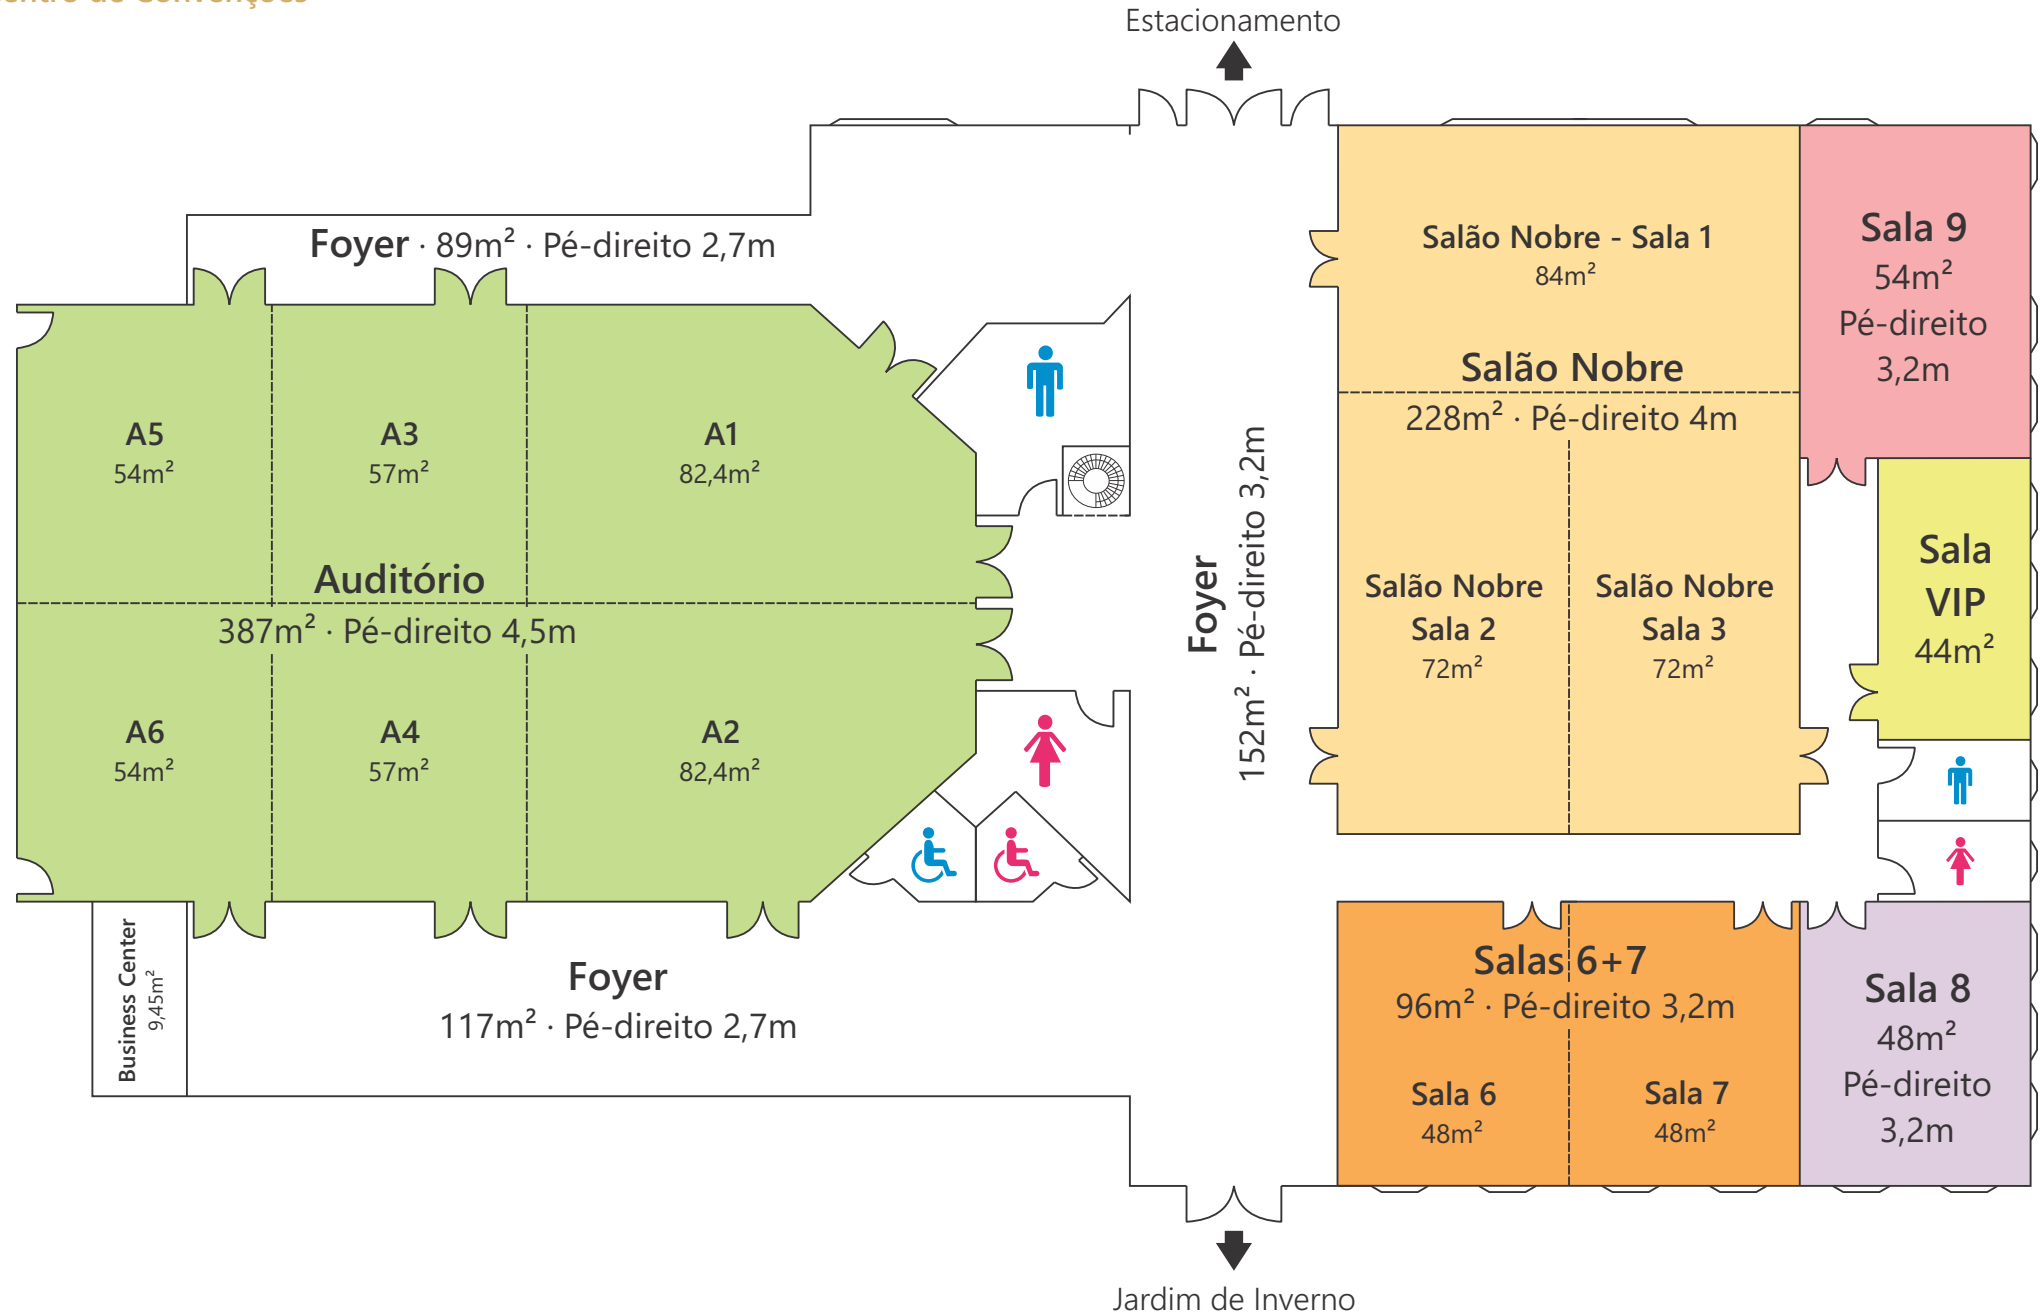 Centro de Convenções
Estacionamento
Foyer · 89m² · Pé-direito 2,7m
A5
54m²
A3
57m²
A1
82,4m²
Auditório
387m² · Pé-direito 4,5m
A6
54m²
A4
57m²
A2
82,4m²
Business Center
9,45m²
Foyer
117m² · Pé-direito 2,7m
Foyer
152m² · Pé-direito 3,2m
Salão Nobre - Sala 1
84m²
Salão Nobre
228m² · Pé-direito 4m
Salão Nobre
Sala 2
72m²
Salão Nobre
Sala 3
72m²
Sala 9
54m²
Pé-direito
3,2m
Sala
VIP
44m²
Salas 6+7
96m² · Pé-direito 3,2m
Sala 6
48m²
Sala 7
48m²
Sala 8
48m²
Pé-direito
3,2m
Jardim de Inverno